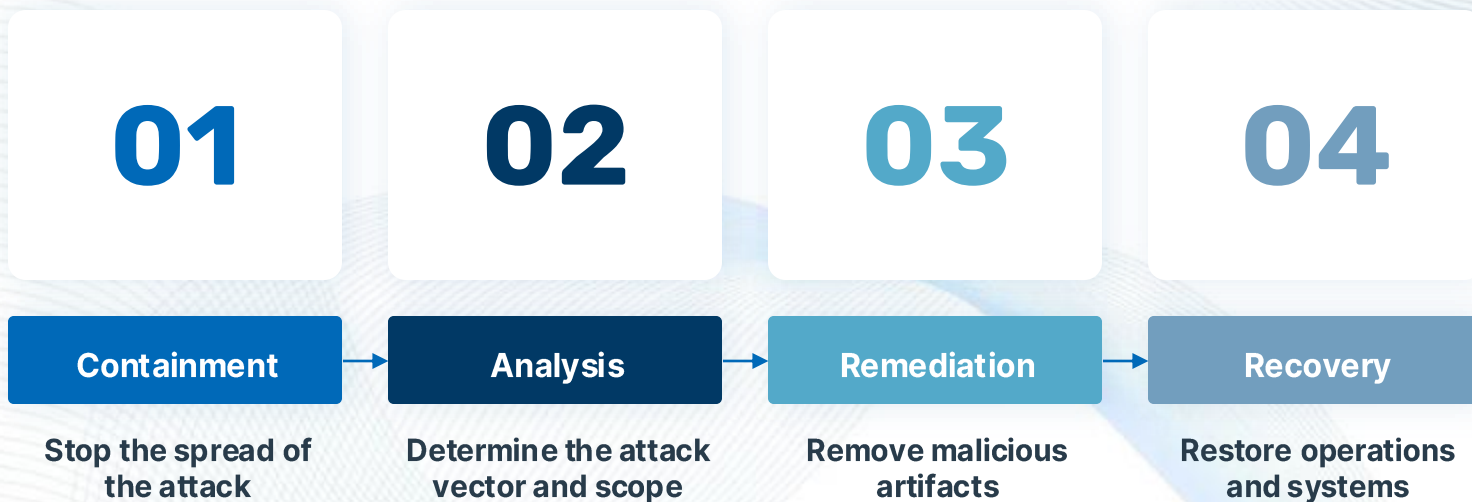 01
02
03
04
Containment
Analysis
Remediation
Recovery
Stop the spread of
the attack
Determine the attack
vector and scope
Remove malicious
artifacts
Restore operations
and systems